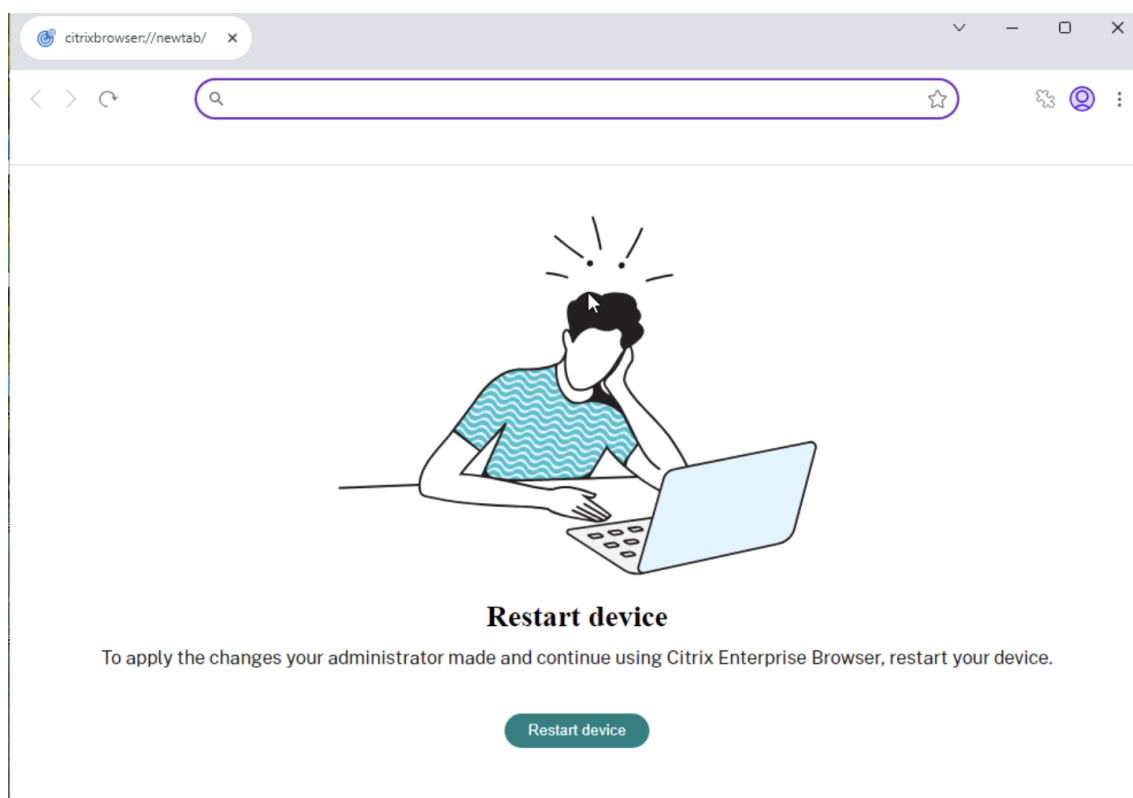 citrixbrowser://newtab/
Restart device
To apply the changes your administrator made and continue using Citrix Enterprise Browser, restart your device.
Restart device